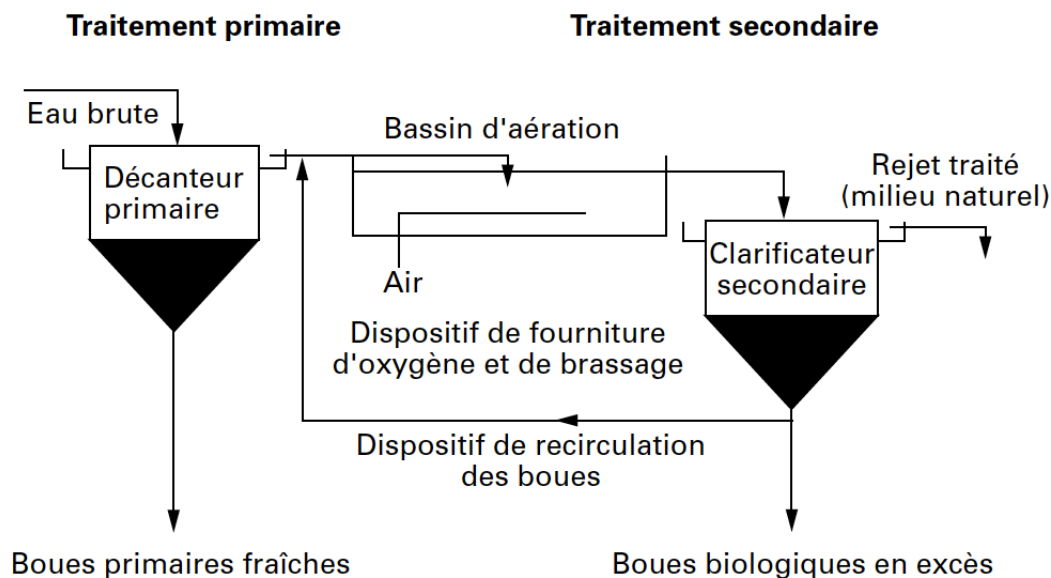 Traitement primaire
Traitement secondaire
Eau brute
Bassin d'aération
Décanteur
primaire
Rejet traité
(milieu naturel)
Clarificateur
secondaire
Air
Dispositif de fourniture
d'oxygène et de brassage
Dispositif de recirculation
des boues
Boues primaires fraîches
Boues biologiques en excès